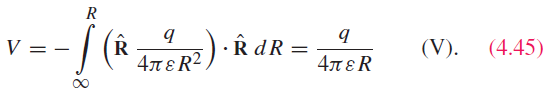 V = − ∫_∞^R ( R̂ q / 4πεR² ) · R̂ dR = q / 4πεR (V). (4.45)